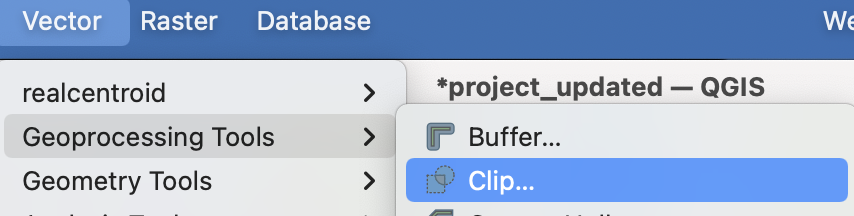 Vector Raster Database
realcentroid
*project_updated — QGIS
Geoprocessing Tools
Buffer...
Geometry Tools
Clip...